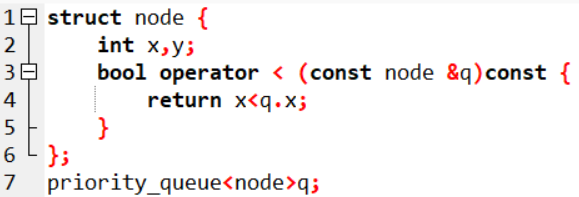 1 struct node {
2 int x,y;
3 bool operator < (const node &q)const {
4 return x<q.x;
5 }
6 };
7 priority_queue<node>q;